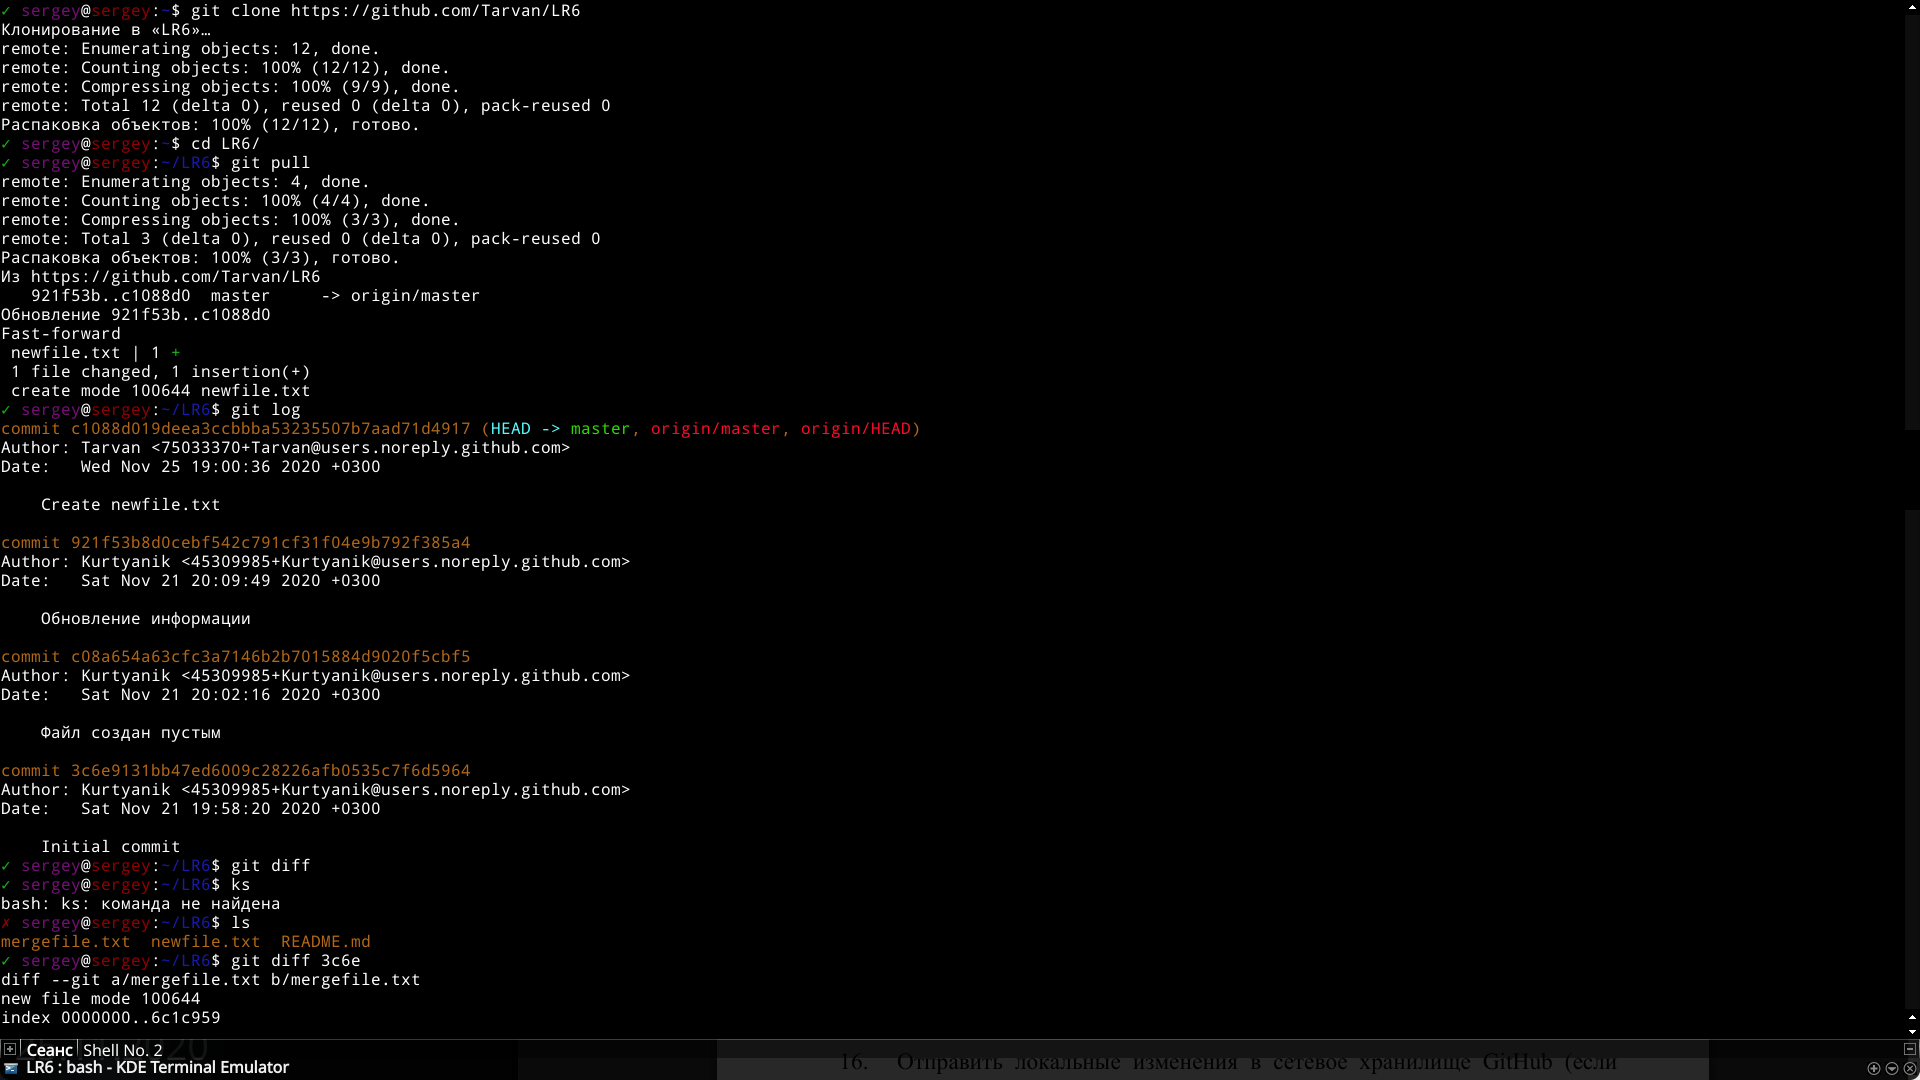 ✓ sergey@sergey:~$ git clone https://github.com/Tarvan/LR6
Клонирование в «LR6»…
remote: Enumerating objects: 12, done.
remote: Counting objects: 100% (12/12), done.
remote: Compressing objects: 100% (9/9), done.
remote: Total 12 (delta 0), reused 0 (delta 0), pack-reused 0
Распаковка объектов: 100% (12/12), готово.
✓ sergey@sergey:~$ cd LR6/
✓ sergey@sergey:~/LR6$ git pull
remote: Enumerating objects: 4, done.
remote: Counting objects: 100% (4/4), done.
remote: Compressing objects: 100% (3/3), done.
remote: Total 3 (delta 0), reused 0 (delta 0), pack-reused 0
Распаковка объектов: 100% (3/3), готово.
Из https://github.com/Tarvan/LR6
   921f53b..c1088d0  master     -> origin/master
Обновление 921f53b..c1088d0
Fast-forward
 newfile.txt | 1 +
 1 file changed, 1 insertion(+)
 create mode 100644 newfile.txt
✓ sergey@sergey:~/LR6$ git log
commit c1088d019deea3ccbbba53235507b7aad71d4917 (HEAD -> master, origin/master, origin/HEAD)
Author: Tarvan <75033370+Tarvan@users.noreply.github.com>
Date:   Wed Nov 25 19:00:36 2020 +0300
    Create newfile.txt
commit 921f53b8d0cebf542c791cf31f04e9b792f385a4
Author: Kurtyanik <45309985+Kurtyanik@users.noreply.github.com>
Date:   Sat Nov 21 20:09:49 2020 +0300
    Обновление информации
commit c08a654a63cfc3a7146b2b7015884d9020f5cbf5
Author: Kurtyanik <45309985+Kurtyanik@users.noreply.github.com>
Date:   Sat Nov 21 20:02:16 2020 +0300
    Файл создан пустым
commit 3c6e9131bb47ed6009c28226afb0535c7f6d5964
Author: Kurtyanik <45309985+Kurtyanik@users.noreply.github.com>
Date:   Sat Nov 21 19:58:20 2020 +0300
    Initial commit
✓ sergey@sergey:~/LR6$ git diff
✓ sergey@sergey:~/LR6$ ks
bash: ks: команда не найдена
✗ sergey@sergey:~/LR6$ ls
mergefile.txt  newfile.txt  README.md
✓ sergey@sergey:~/LR6$ git diff 3c6e
diff --git a/mergefile.txt b/mergefile.txt
new file mode 100644
index 0000000..6c1c959
Сеанс Shell No. 2
2020
LR6 : bash - KDE Terminal Emulator
16. Отправить локальные изменения в сетевое хранилище GitHub (если